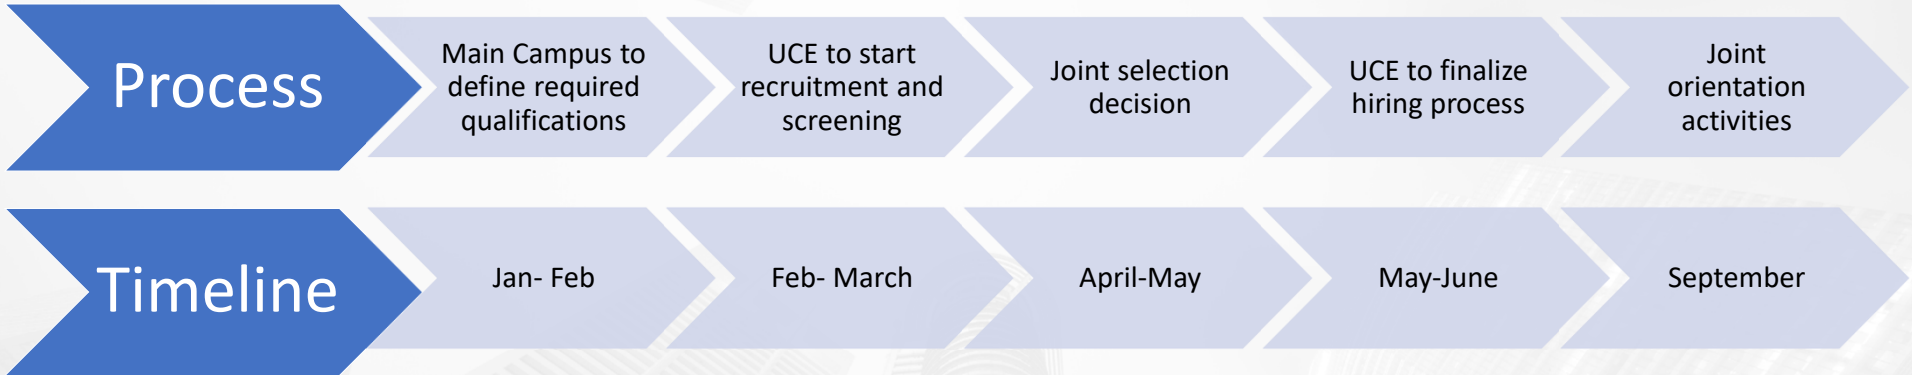 Process
Main Campus to
define required
qualifications
UCE to start
recruitment and
screening
Joint selection
decision
UCE to finalize
hiring process
Joint
orientation
activities
Timeline
Jan- Feb
Feb- March
April-May
May-June
September